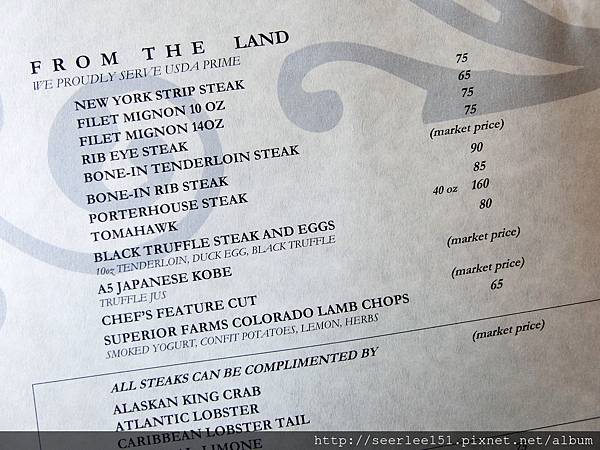 FROM THE LAND
WE PROUDLY SERVE USDA PRIME
NEW YORK STRIP STEAK 75
FILET MIGNON 10 OZ 65
FILET MIGNON 14OZ 75
RIB EYE STEAK 75
BONE-IN TENDERLOIN STEAK (market price)
BONE-IN RIB STEAK 90
PORTERHOUSE STEAK 85
TOMAHAWK 40 oz 160
BLACK TRUFFLE STEAK AND EGGS 80
10oz TENDERLOIN, DUCK EGG, BLACK TRUFFLE
A5 JAPANESE KOBE (market price)
TRUFFLE JUS
CHEF'S FEATURE CUT (market price)
SUPERIOR FARMS COLORADO LAMB CHOPS 65
SMOKED YOGURT, CONFIT POTATOES, LEMON, HERBS
ALL STEAKS CAN BE COMPLIMENTED BY
ALASKAN KING CRAB (market price)
ATLANTIC LOBSTER
CARIBBEAN LOBSTER TAIL
LIMONE
http://seerlee151.pixnet.net/album